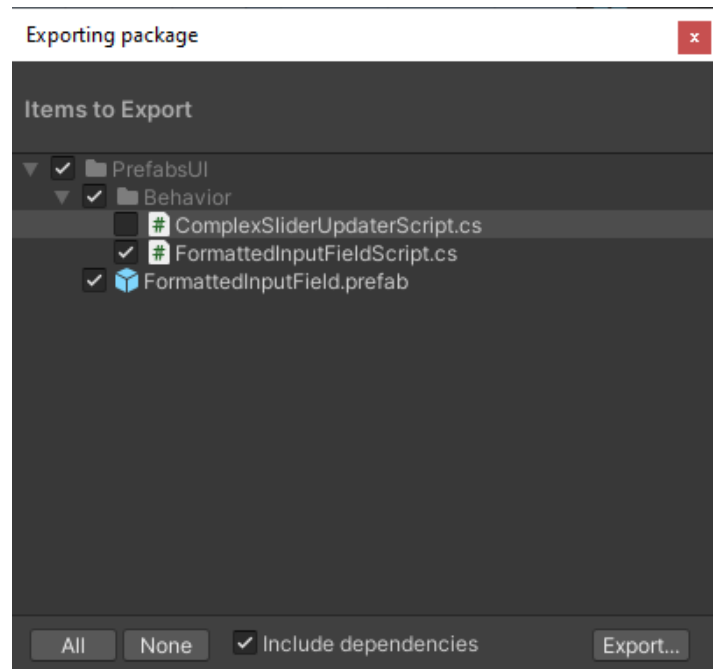 Exporting package
x
Items to Export
PrefabsUI
Behavior
# ComplexSliderUpdaterScript.cs
# FormattedInputFieldScript.cs
FormattedInputField.prefab
All None Include dependencies Export...